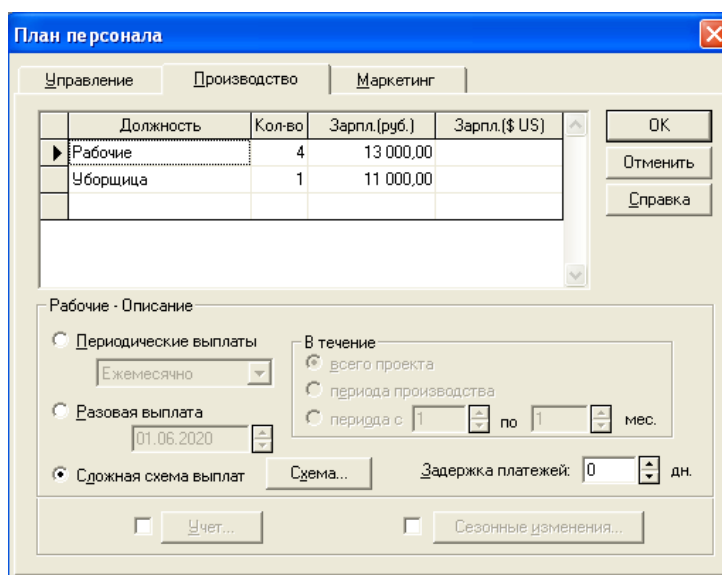 План персонала
Управление Производство Маркетинг
Должность Кол-во Зарпл.(руб.) Зарпл.($ US)
Рабочие 4 13 000,00
Уборщица 1 11 000,00
OK
Отменить
Справка
Рабочие - Описание
Периодические выплаты
Ежемесячно
Разовая выплата
01.06.2020
Сложная схема выплат Схема...
В течение
всего проекта
периода производства
периода с 1 по 1 мес.
Задержка платежей: 0 дн.
Учет... Сезонные изменения...